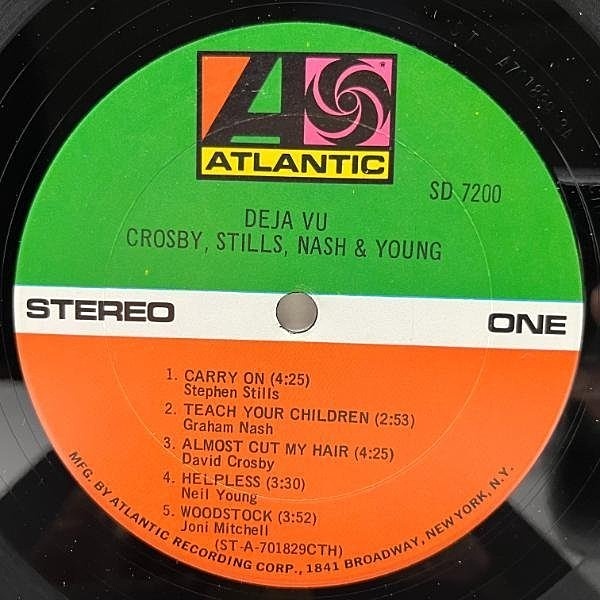 ATLANTIC
SD 7200
DEJA VU
CROSBY, STILLS, NASH & YOUNG
STEREO ONE
1. CARRY ON (4:25)
Stephen Stills
2. TEACH YOUR CHILDREN (2:53)
Graham Nash
3. ALMOST CUT MY HAIR (4:25)
David Crosby
4. HELPLESS (3:30)
Neil Young
5. WOODSTOCK (3:52)
Joni Mitchell
(ST-A-701829CTH)
MFG. BY ATLANTIC RECORDING CORP., 1841 BROADWAY, NEW YORK, N.Y.